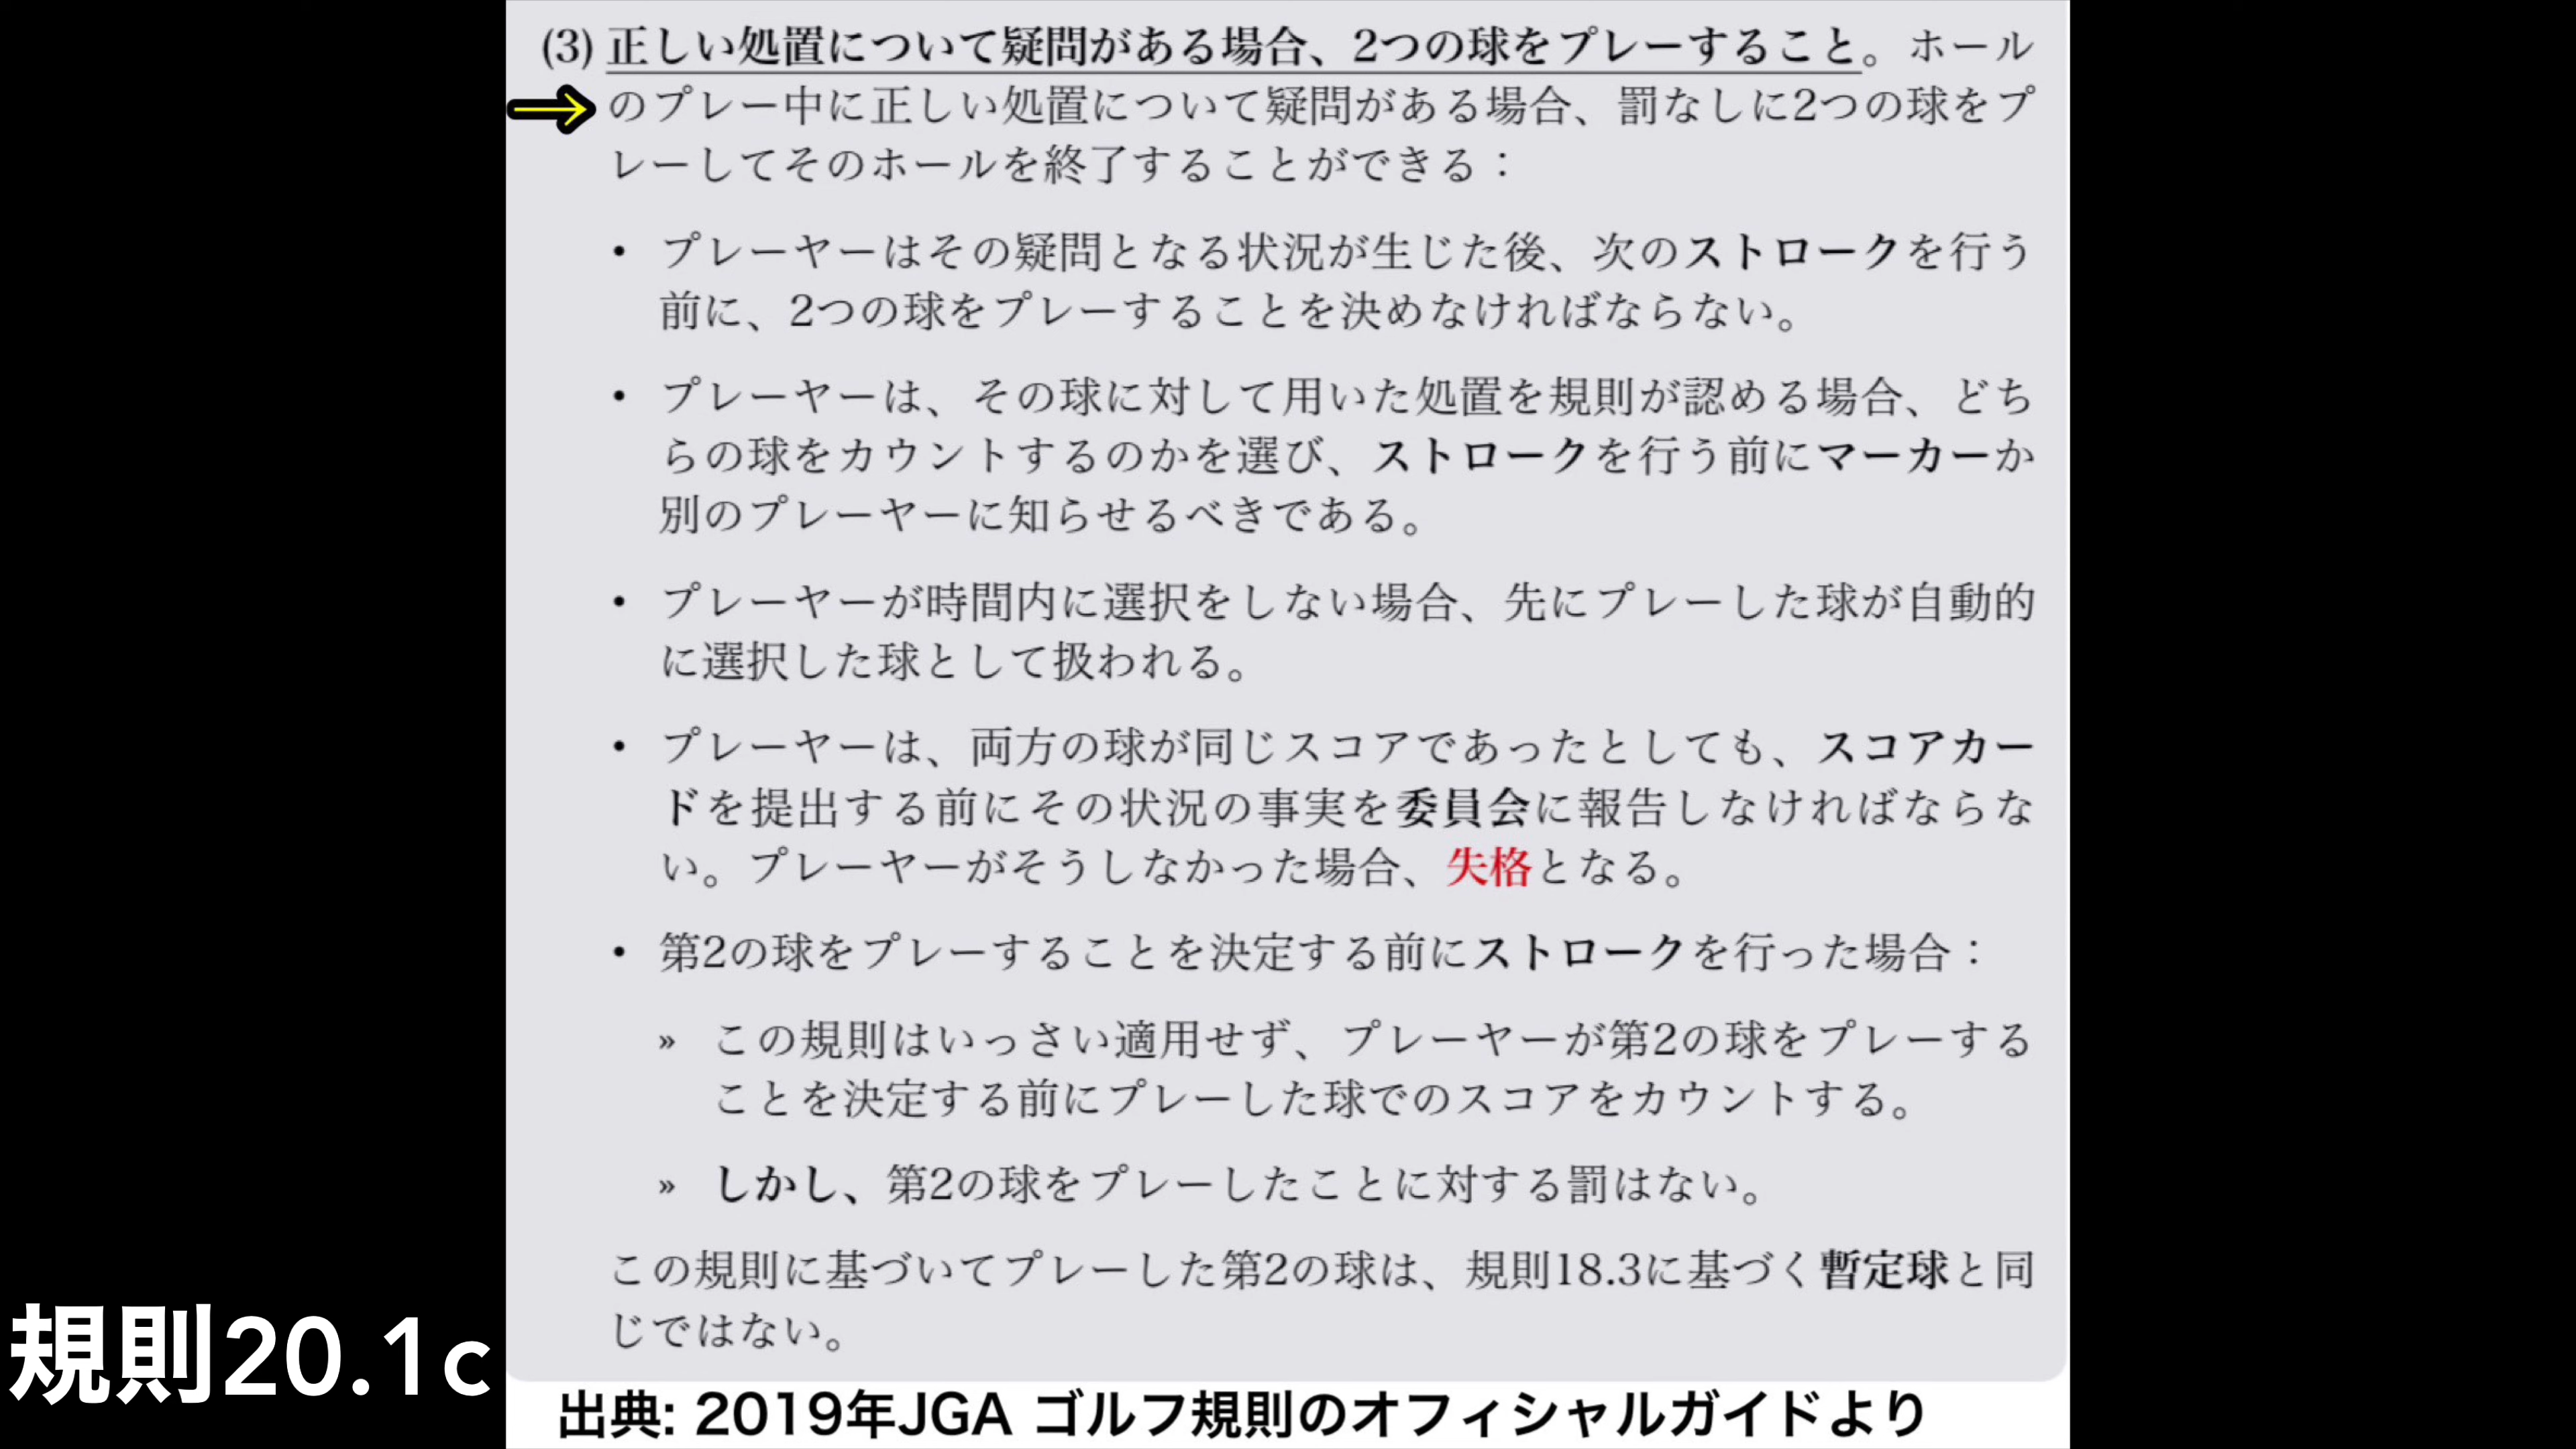 (3) 正しい処置について疑問がある場合、2つの球をプレーすること。ホール
のプレー中に正しい処置について疑問がある場合、罰なしに2つの球をプ
レーしてそのホールを終了することができる：
• プレーヤーはその疑問となる状況が生じた後、次のストロークを行う
前に、2つの球をプレーすることを決めなければならない。
• プレーヤーは、その球に対して用いた処置を規則が認める場合、どち
らの球をカウントするのかを選び、ストロークを行う前にマーカーか
別のプレーヤーに知らせるべきである。
• プレーヤーが時間内に選択をしない場合、先にプレーした球が自動的
に選択した球として扱われる。
• プレーヤーは、両方の球が同じスコアであったとしても、スコアカー
ドを提出する前にその状況の事実を委員会に報告しなければならな
い。プレーヤーがそうしなかった場合、失格となる。
• 第2の球をプレーすることを決定する前にストロークを行った場合：
» この規則はいっさい適用せず、プレーヤーが第2の球をプレーする
ことを決定する前にプレーした球でのスコアをカウントする。
» しかし、第2の球をプレーしたことに対する罰はない。
この規則に基づいてプレーした第2の球は、規則18.3に基づく暫定球と同
じではない。
規則20.1c
出典: 2019年JGA ゴルフ規則のオフィシャルガイドより